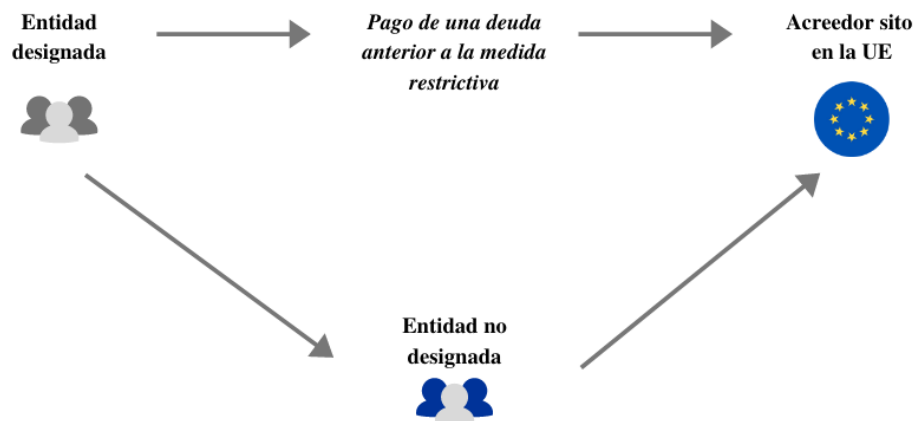 Entidad
designada
Pago de una deuda
anterior a la medida
restrictiva
Acreedor sito
en la UE
Entidad no
designada